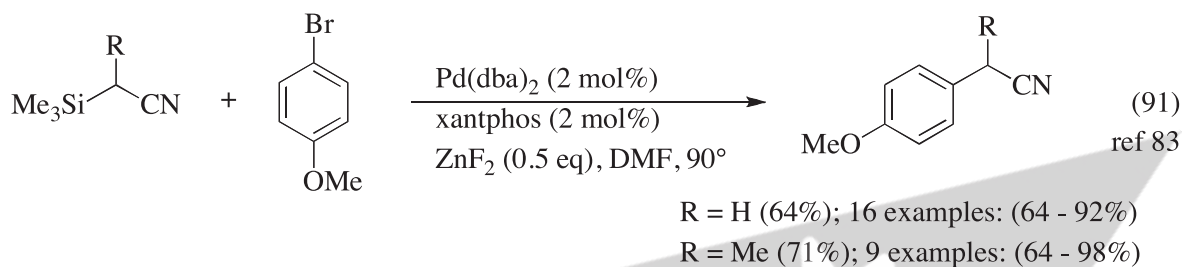 R
Me₃Si
CN
+
Br
OMe
Pd(dba)₂ (2 mol%)
xantphos (2 mol%)
ZnF₂ (0.5 eq), DMF, 90°
R
CN
MeO
(91)
ref 83
R = H (64%); 16 examples: (64 - 92%)
R = Me (71%); 9 examples: (64 - 98%)